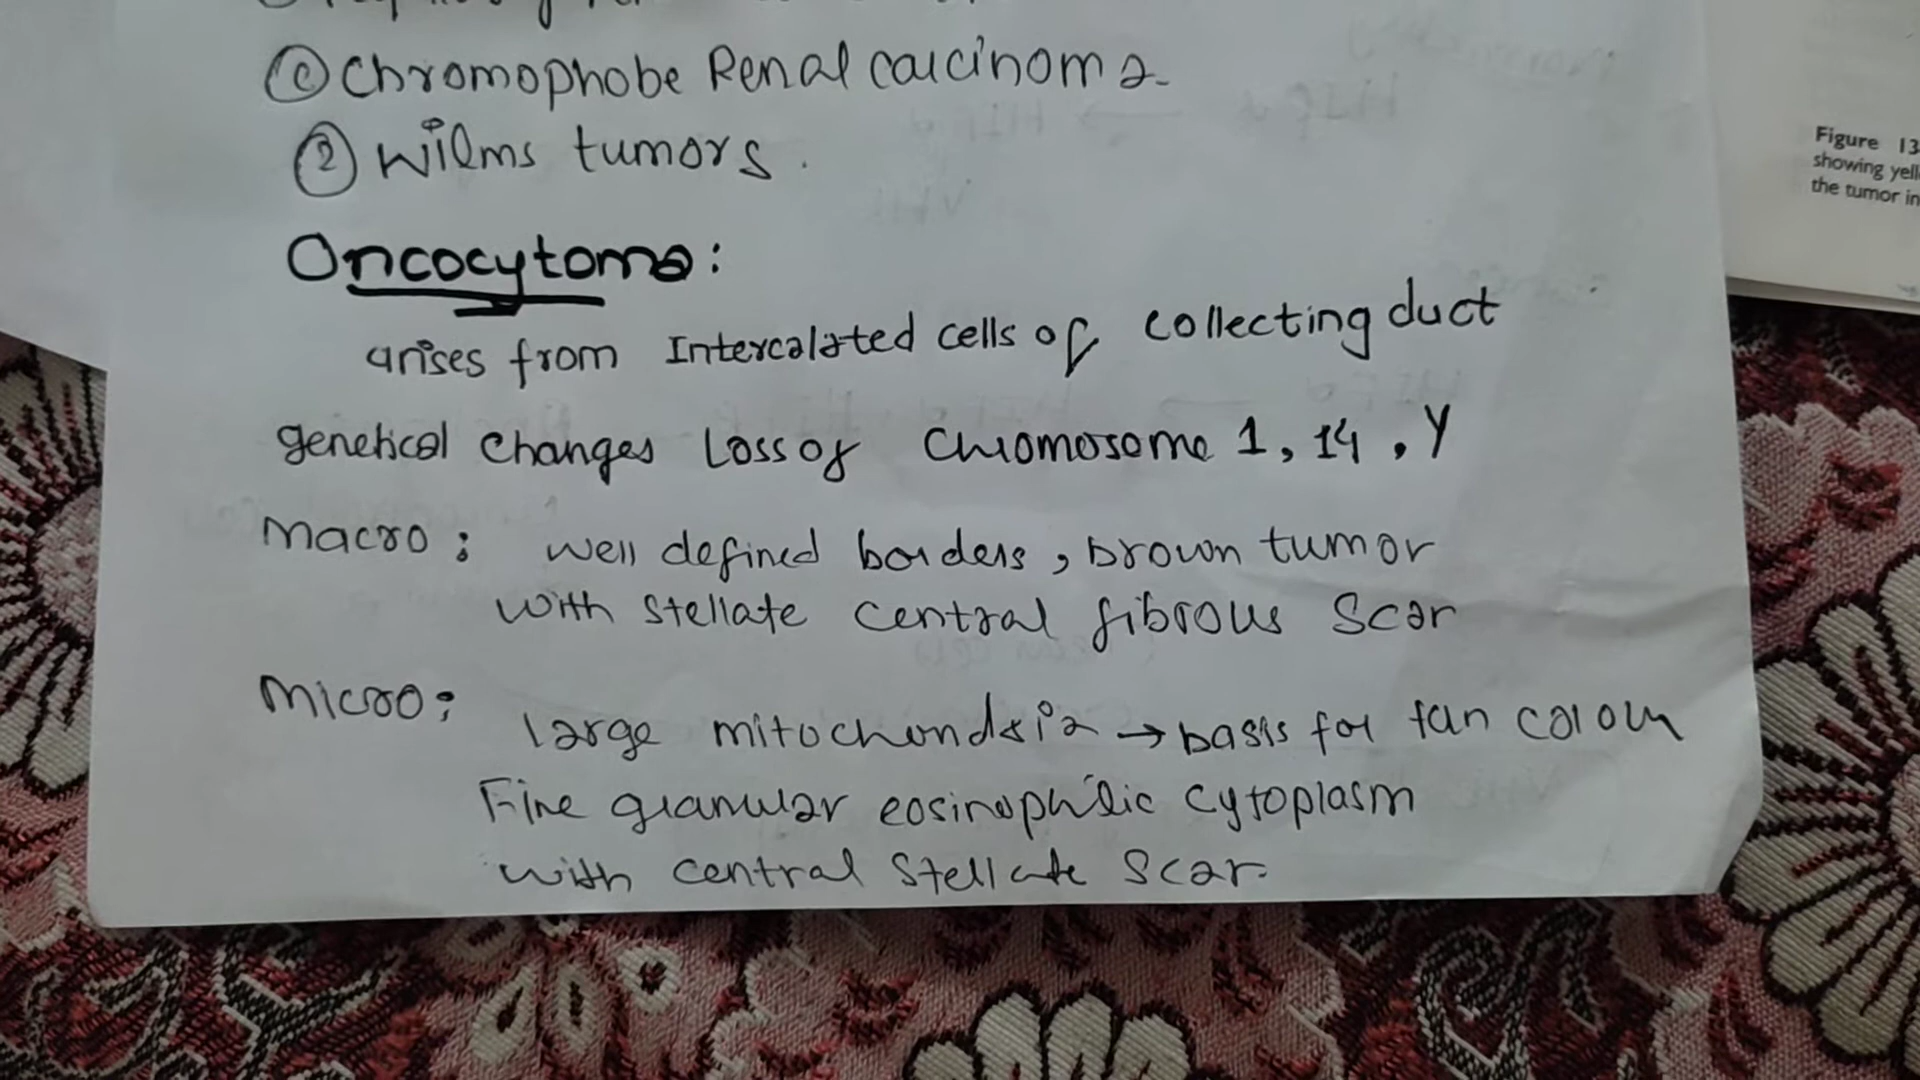 © Chromophobe Renal carcinoma
② Wilms tumors.
Oncocytoma:
arises from Intercalated cells of collecting duct
genetical changes Loss of Chromosome 1, 14, Y
Macro: well defined borders, brown tumor
with stellate central fibrous scar
Micro: large mitochondria → basis for tan colour
Fine granular eosinophilic cytoplasm
with central stellate scar.
Figure 13
showing yell
the tumor in